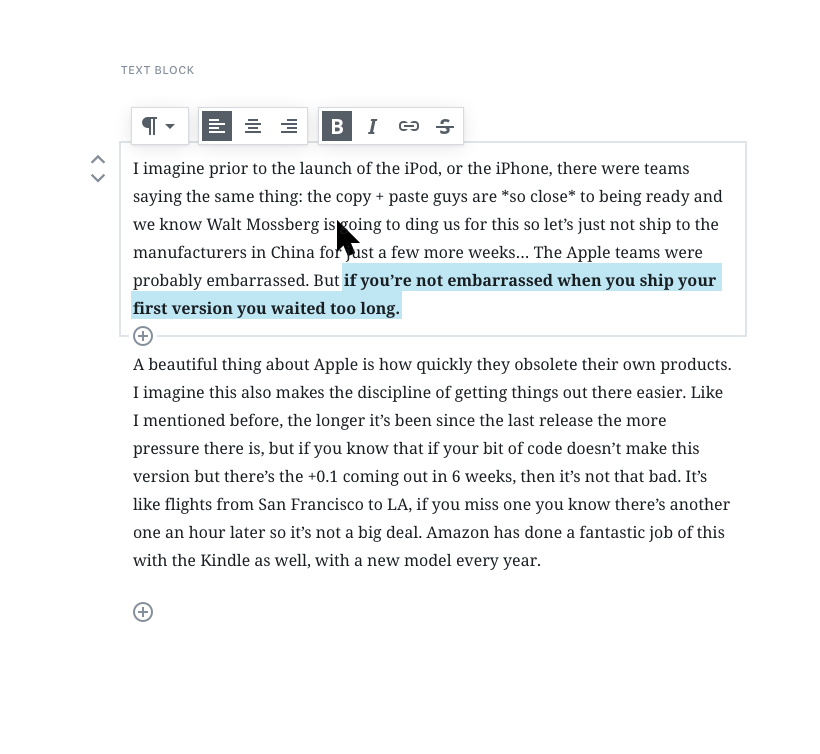 TEXT BLOCK
B I S
I imagine prior to the launch of the iPod, or the iPhone, there were teams
saying the same thing: the copy + paste guys are *so close* to being ready and
we know Walt Mossberg is going to ding us for this so let’s just not ship to the
manufacturers in China for just a few more weeks… The Apple teams were
probably embarrassed. But if you’re not embarrassed when you ship your
first version you waited too long.
A beautiful thing about Apple is how quickly they obsolete their own products.
I imagine this also makes the discipline of getting things out there easier. Like
I mentioned before, the longer it’s been since the last release the more
pressure there is, but if you know that if your bit of code doesn’t make this
version but there’s the +0.1 coming out in 6 weeks, then it’s not that bad. It’s
like flights from San Francisco to LA, if you miss one you know there’s another
one an hour later so it’s not a big deal. Amazon has done a fantastic job of this
with the Kindle as well, with a new model every year.